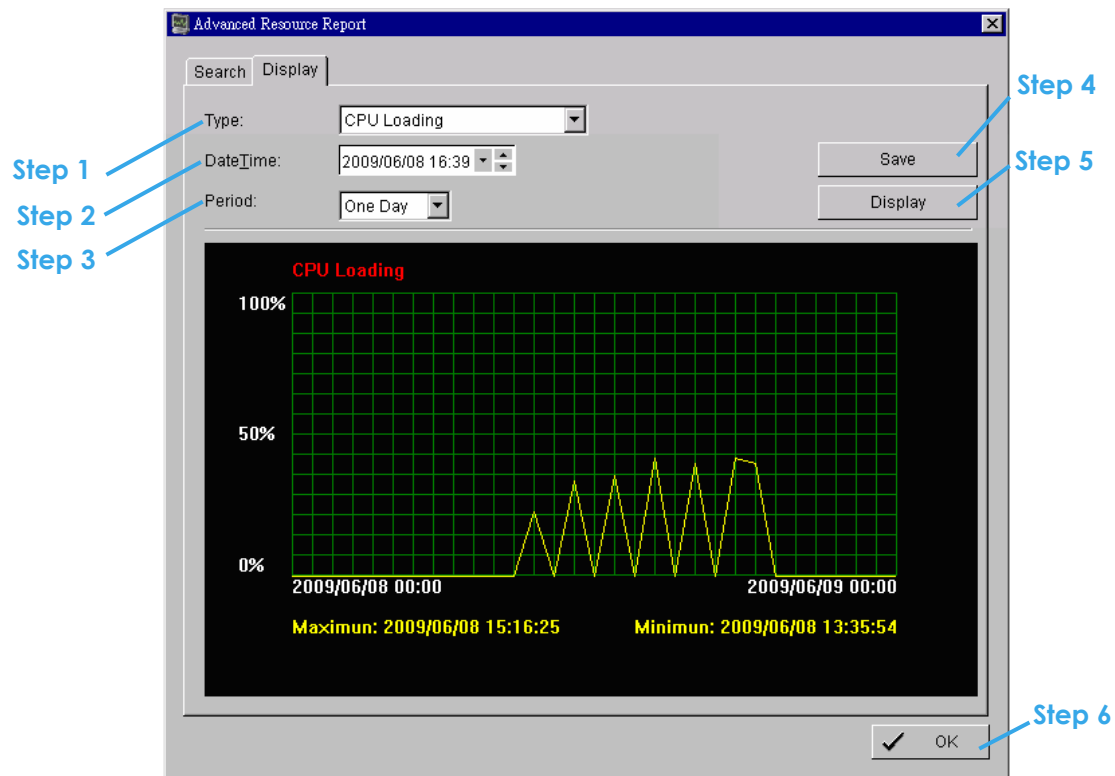 Advanced Resource Report
Search Display
Step 4
Type: CPU Loading
Step 1
DateTime: 2009/06/08 16:39
Save
Step 5
Step 2
Period: One Day
Display
Step 3
CPU Loading
100%
50%
0%
2009/06/08 00:00 2009/06/09 00:00
Maximun: 2009/06/08 15:16:25 Minimun: 2009/06/08 13:35:54
Step 6
OK